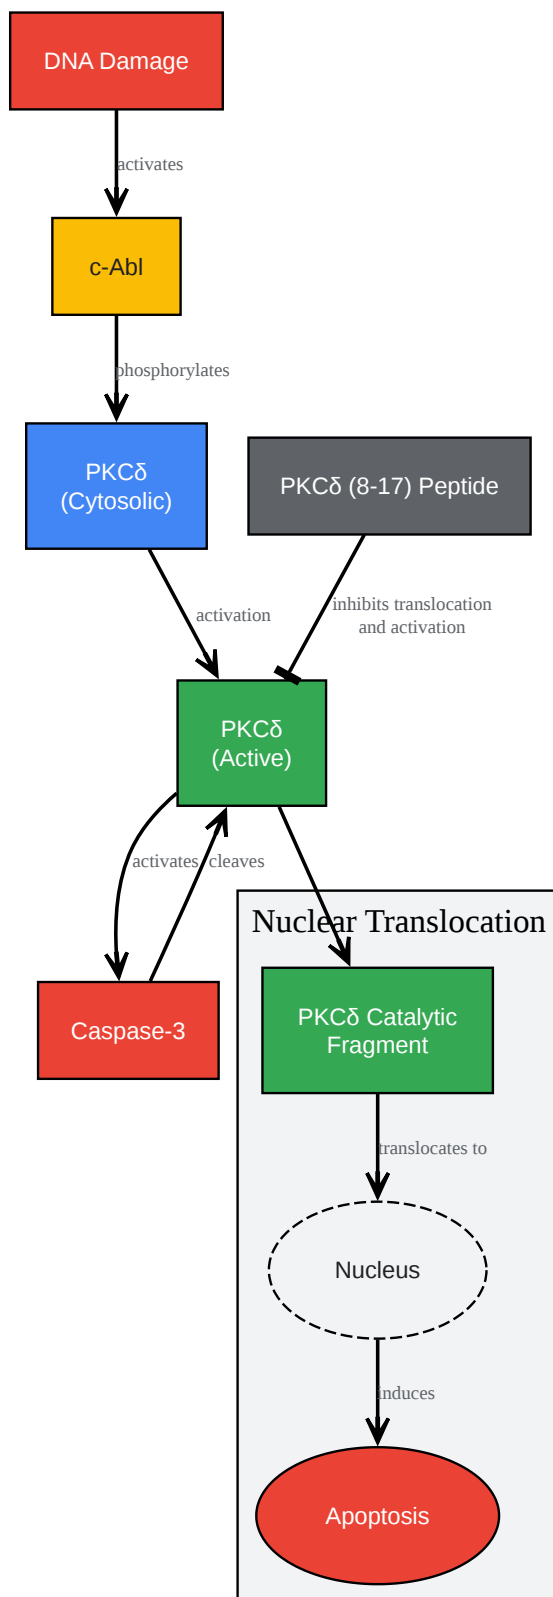 DNA Damage
activates
c-Abl
phosphorylates
PKCδ
(Cytosolic)
PKCδ (8-17) Peptide
activation
inhibits translocation
and activation
PKCδ
(Active)
activates
cleaves
Nuclear Translocation
Caspase-3
PKCδ Catalytic
Fragment
translocates to
Nucleus
induces
Apoptosis